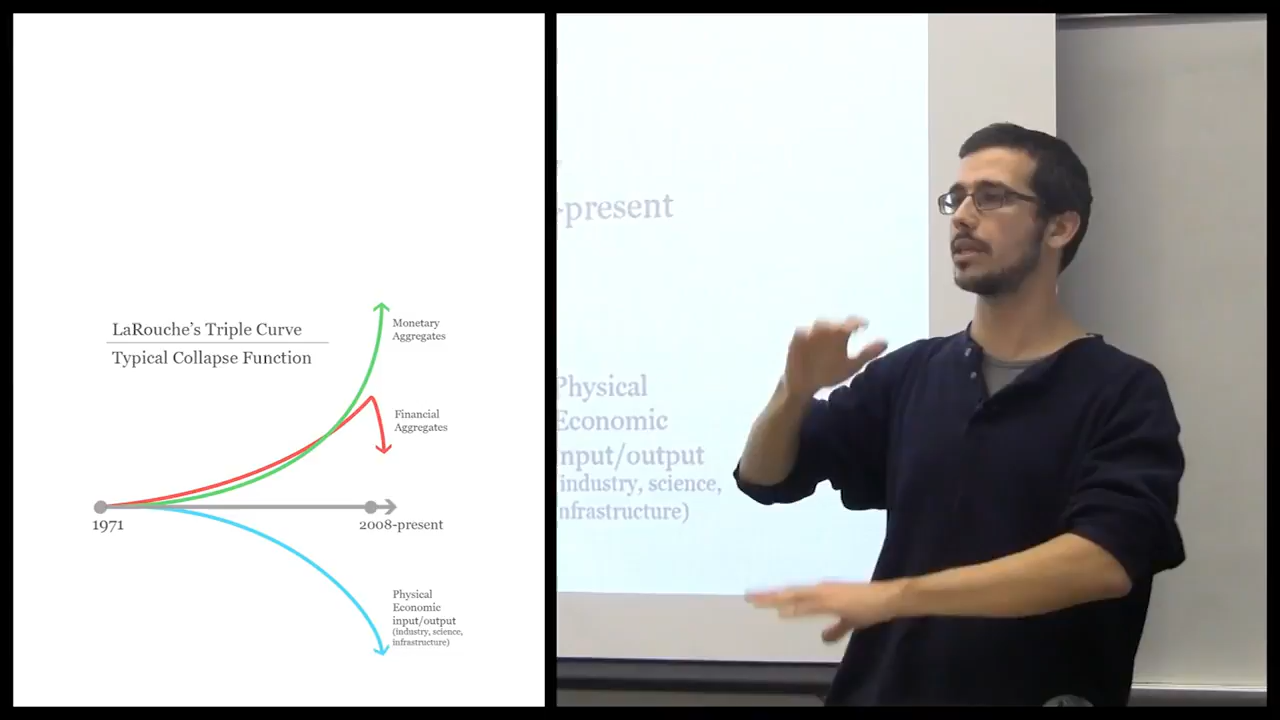 LaRouche's Triple Curve
Typical Collapse Function
Monetary
Aggregates
Financial
Aggregates
1971
2008-present
Physical
Economic
input/output
(industry, science,
infrastructure)
-present
Physical
Economic
nput/output
industry, science,
nfrastructure)